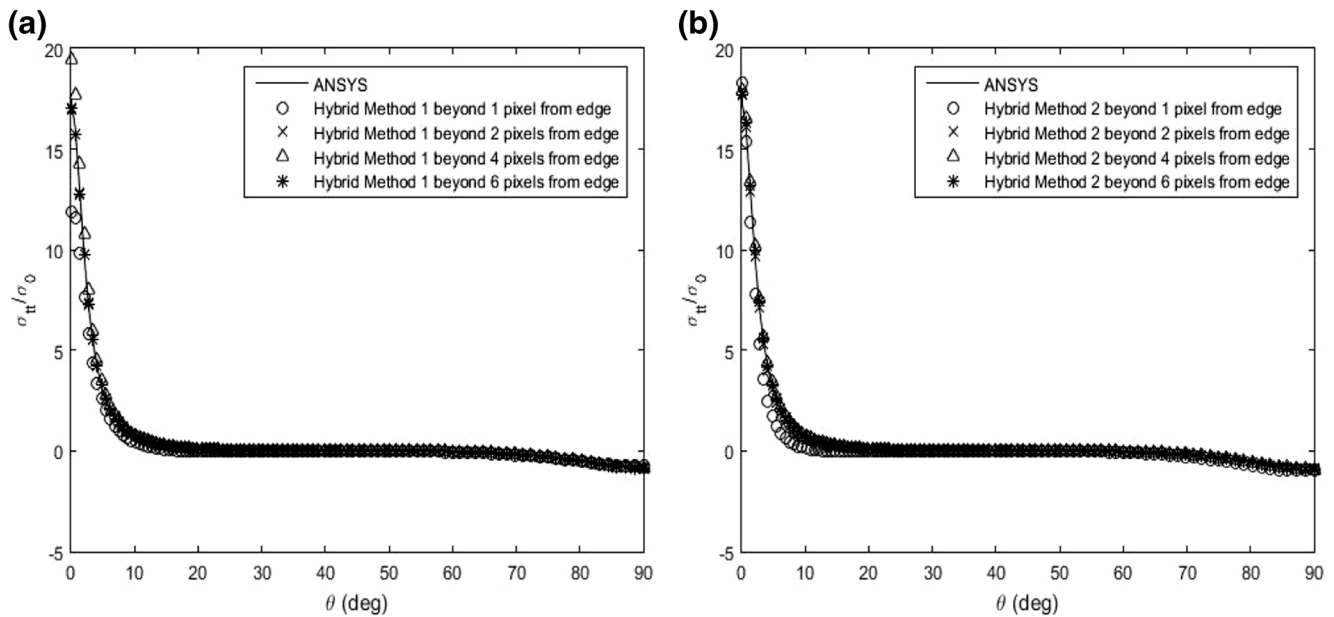 (a)
20
15
10
5
0
-5
σtt/σ0
0 10 20 30 40 50 60 70 80 90
θ (deg)
ANSYS
Hybrid Method 1 beyond 1 pixel from edge
Hybrid Method 1 beyond 2 pixels from edge
Hybrid Method 1 beyond 4 pixels from edge
Hybrid Method 1 beyond 6 pixels from edge
(b)
20
15
10
5
0
-5
σtt/σ0
0 10 20 30 40 50 60 70 80 90
θ (deg)
ANSYS
Hybrid Method 2 beyond 1 pixel from edge
Hybrid Method 2 beyond 2 pixels from edge
Hybrid Method 2 beyond 4 pixels from edge
Hybrid Method 2 beyond 6 pixels from edge